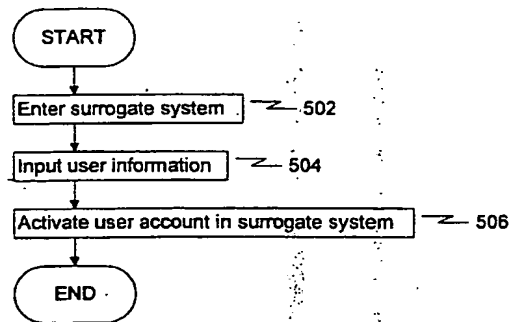 START
Enter surrogate system 502
Input user information 504
Activate user account in surrogate system 506
END